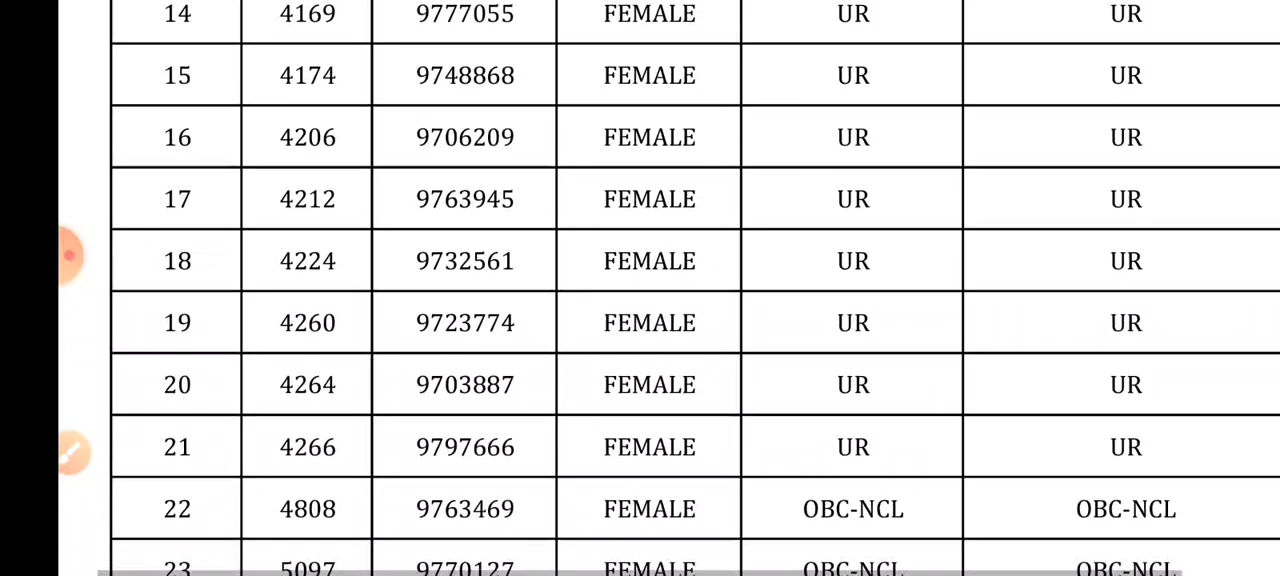 14 4169 9777055 FEMALE UR UR
15 4174 9748868 FEMALE UR UR
16 4206 9706209 FEMALE UR UR
17 4212 9763945 FEMALE UR UR
18 4224 9732561 FEMALE UR UR
19 4260 9723774 FEMALE UR UR
20 4264 9703887 FEMALE UR UR
21 4266 9797666 FEMALE UR UR
22 4808 9763469 FEMALE OBC-NCL OBC-NCL
23 5097 9770127 FEMALE OBC-NCL OBC-NCL